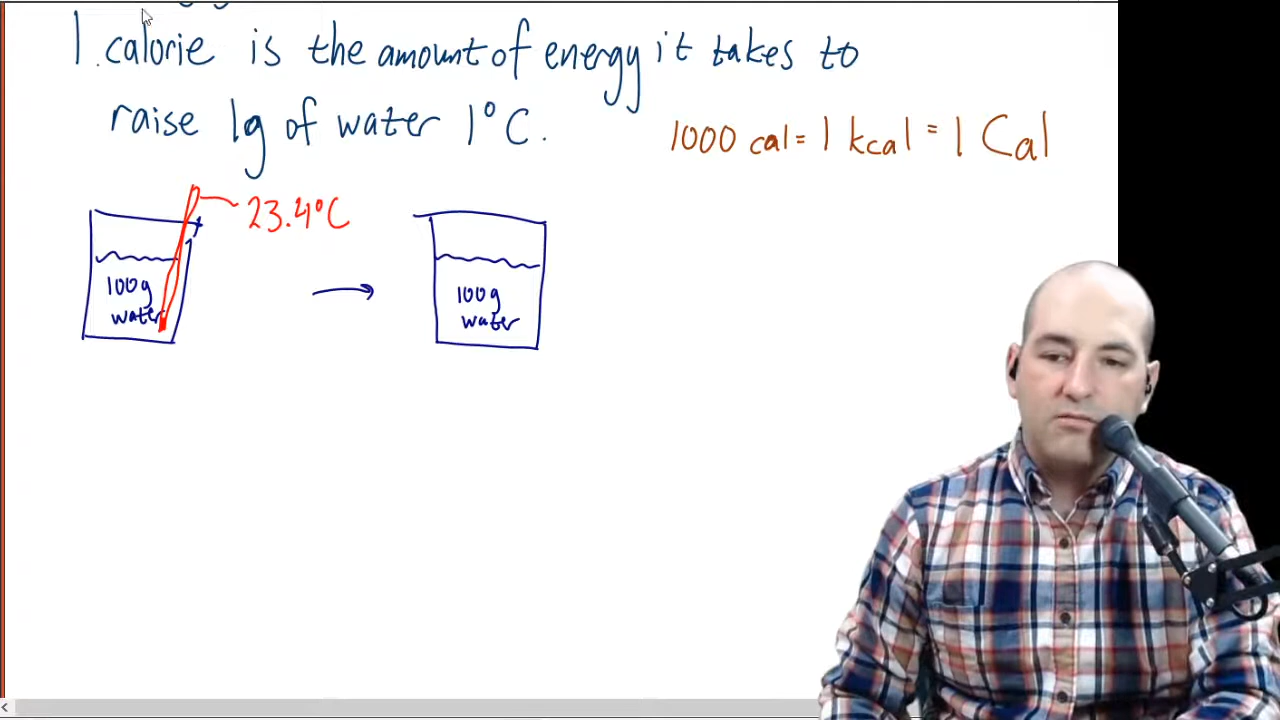 1 calorie is the amount of energy it takes to
raise 1g of water 1°C.
1000 cal = 1 kcal = 1 Cal
23.4°C
100g
water
100g
water